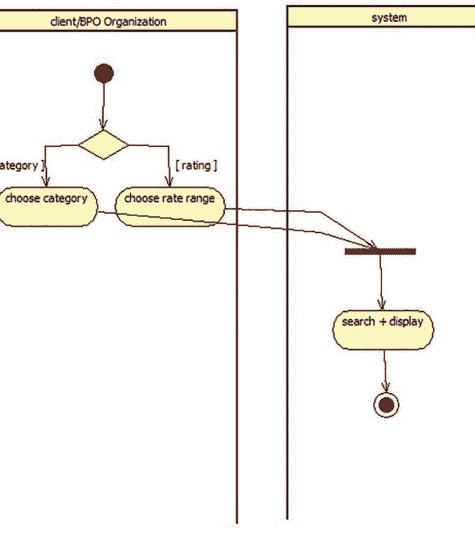 client/BPO Organization
system
ategory ]
[ rating ]
choose category
choose rate range
search + display